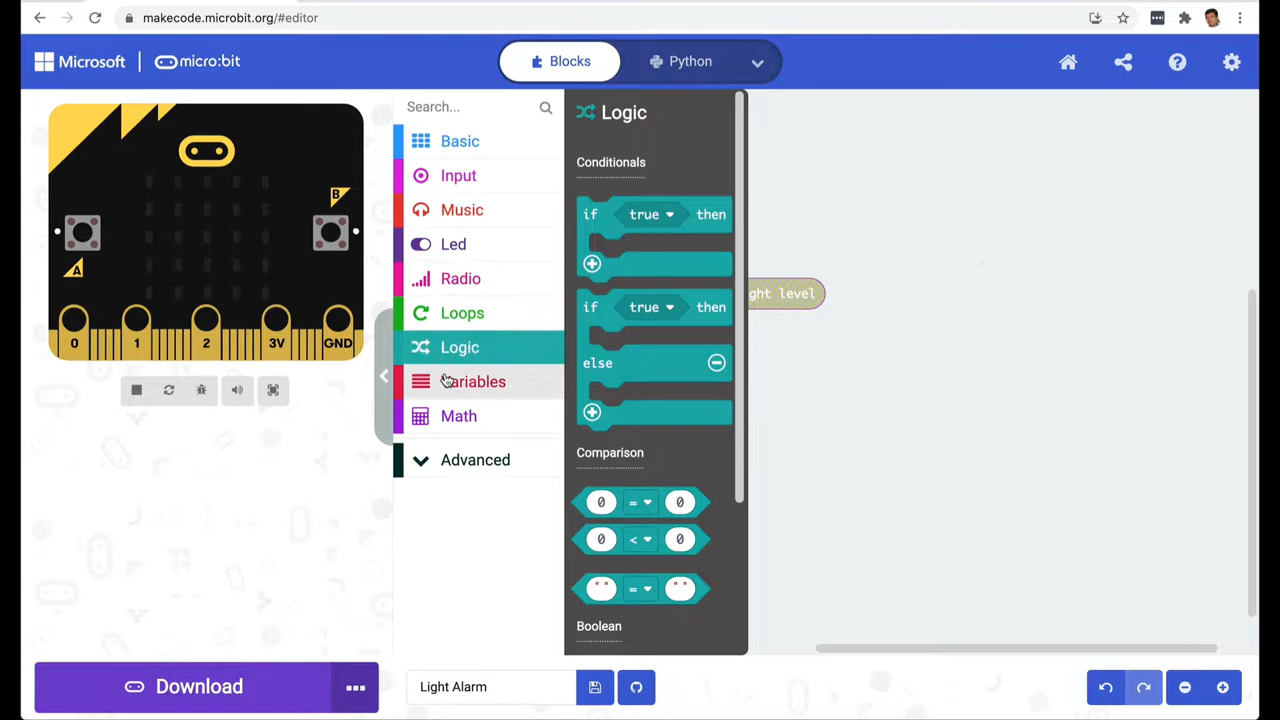 makecode.microbit.org/#editor
Microsoft
micro:bit
Blocks
Python
B
A
0
1
2
3V
GND
Download
Search...
Basic
Input
Music
Led
Radio
Loops
Logic
Variables
Math
Advanced
Logic
Conditionals
if true then
if true then
else
Comparison
0 = 0
0 < 0
" " = " "
Boolean
ght level
Light Alarm